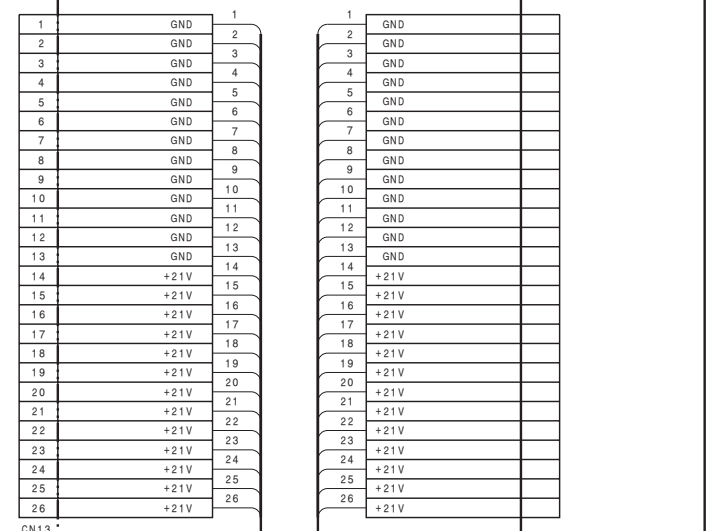 1 1
1 GND GND
2 2
2 GND GND
3 3
3 GND GND
4 4
4 GND GND
5 5
5 GND GND
6 6
6 GND GND
7 7
7 GND GND
8 8
8 GND GND
9 9
9 GND GND
10 10
10 GND GND
11 11
11 GND GND
12 12
12 GND GND
13 13
13 GND GND
14 14
14 +21V +21V
15 15
15 +21V +21V
16 16
16 +21V +21V
17 17
17 +21V +21V
18 18
18 +21V +21V
19 19
19 +21V +21V
20 20
20 +21V +21V
21 21
21 +21V +21V
22 22
22 +21V +21V
23 23
23 +21V +21V
24 24
24 +21V +21V
25 25
25 +21V +21V
26 26
26 +21V +21V
CN13